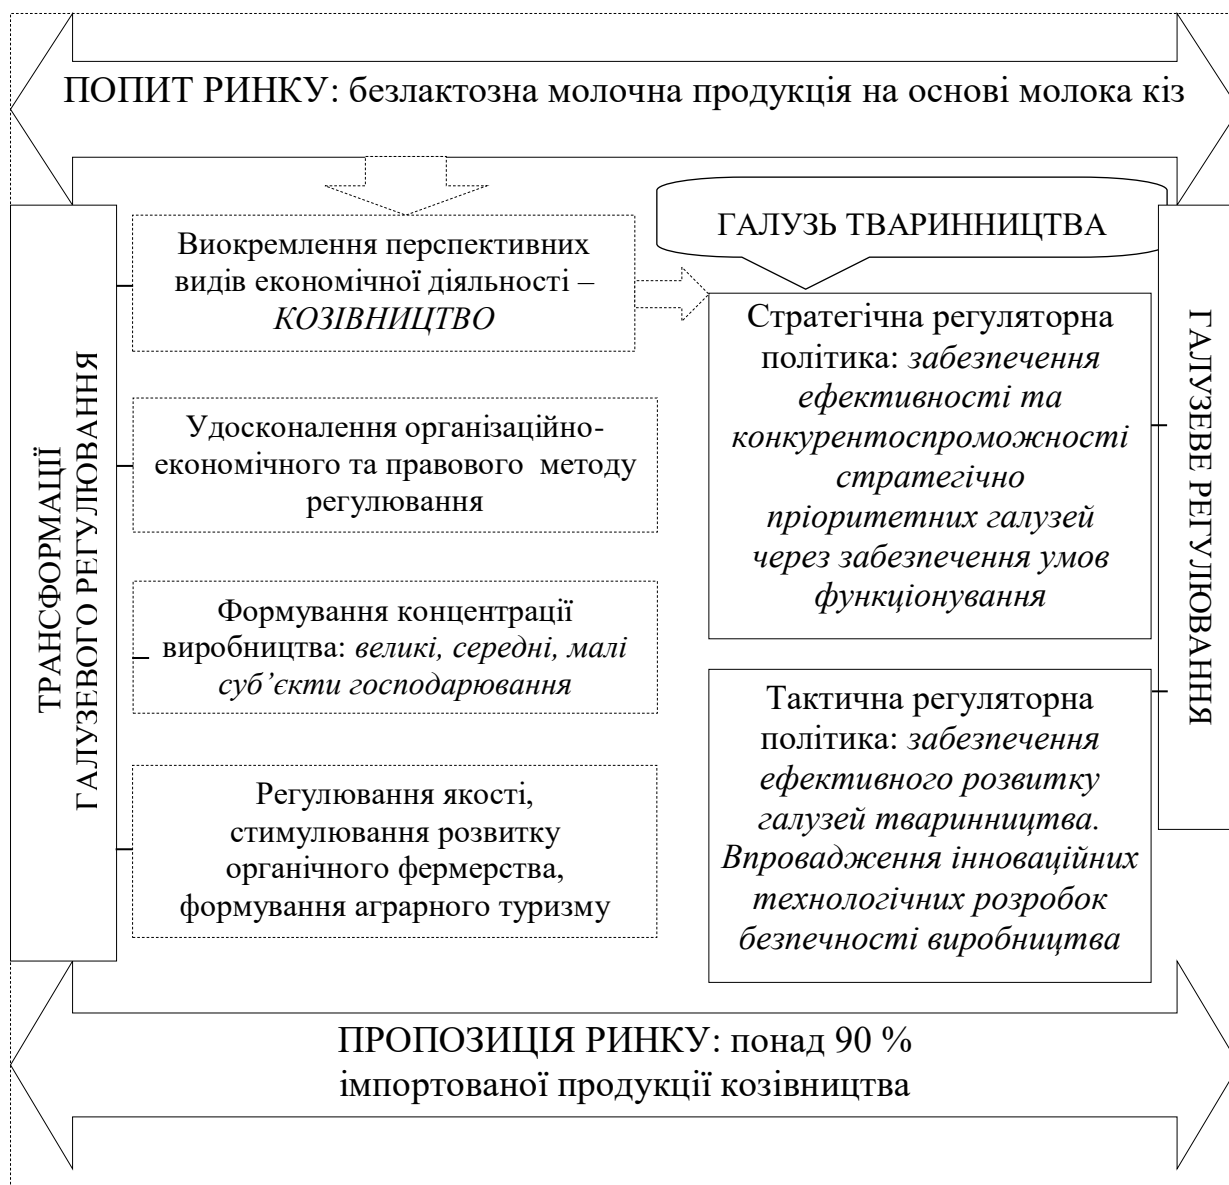 ПОПИТ РИНКУ: безлактозна молочна продукція на основі молока кіз
ТРАНСФОРМАЦІЇ
ГАЛУЗЕВОГО РЕГУЛЮВАННЯ
Виокремлення перспективних
видів економічної діяльності –
КОЗІВНИЦТВО
Удосконалення організаційно-
економічного та правового методу
регулювання
Формування концентрації
виробництва: великі, середні, малі
суб’єкти господарювання
Регулювання якості,
стимулювання розвитку
органічного фермерства,
формування аграрного туризму
ГАЛУЗЬ ТВАРИННИЦТВА
Стратегічна регуляторна
політика: забезпечення
ефективності та
конкурентоспроможності
стратегічно
пріоритетних галузей
через забезпечення умов
функціонування
Тактична регуляторна
політика: забезпечення
ефективного розвитку
галузей тваринництва.
Впровадження інноваційних
технологічних розробок
безпечності виробництва
ГАЛУЗЕВЕ РЕГУЛЮВАННЯ
ПРОПОЗИЦІЯ РИНКУ: понад 90 %
імпортованої продукції козівництва